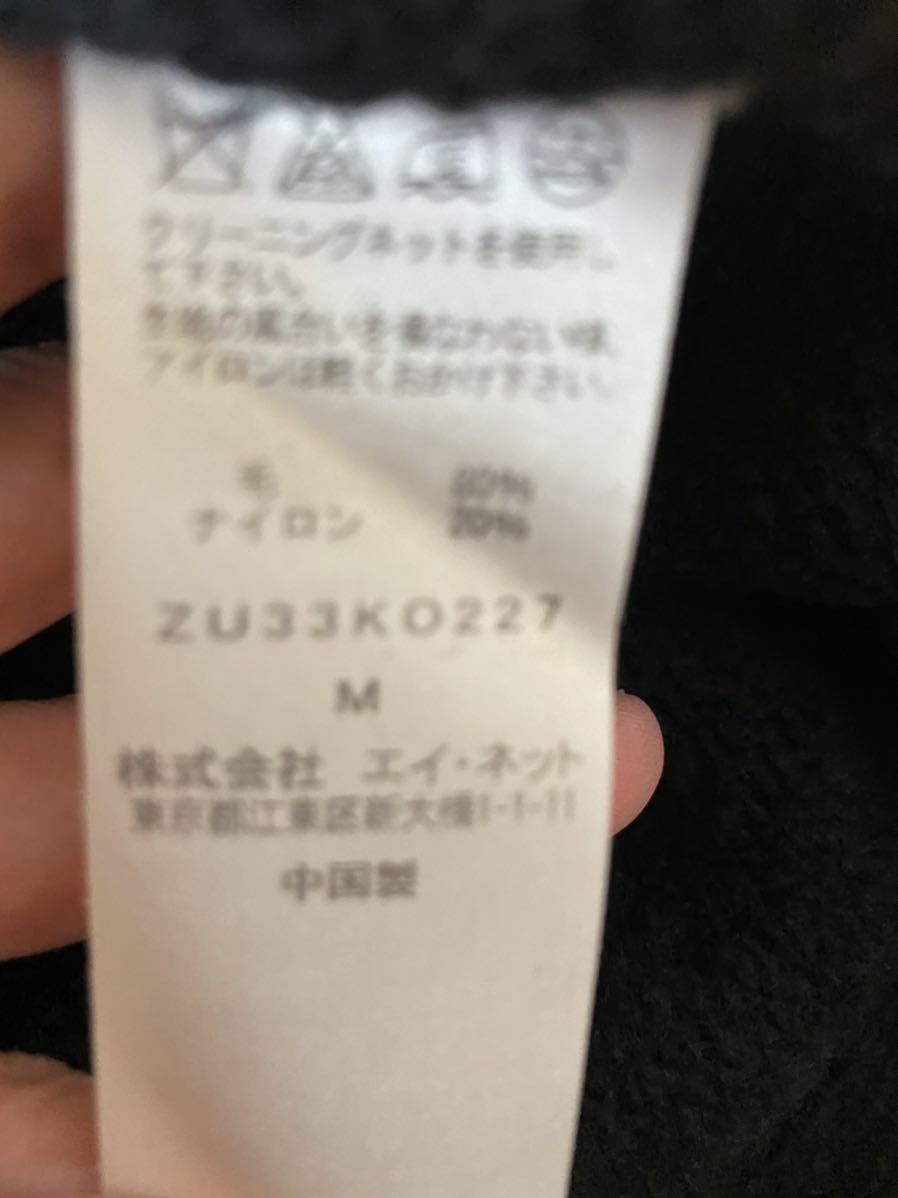 クリーニングネットを使用し
て下さい。
生地の風合いを損なわない様、
アイロンは軽くおかけ下さい。
毛 80%
ナイロン 20%
ZU33K0227
M
株式会社 エイ・ネット
東京都江東区新大橋1-1-11
中国製